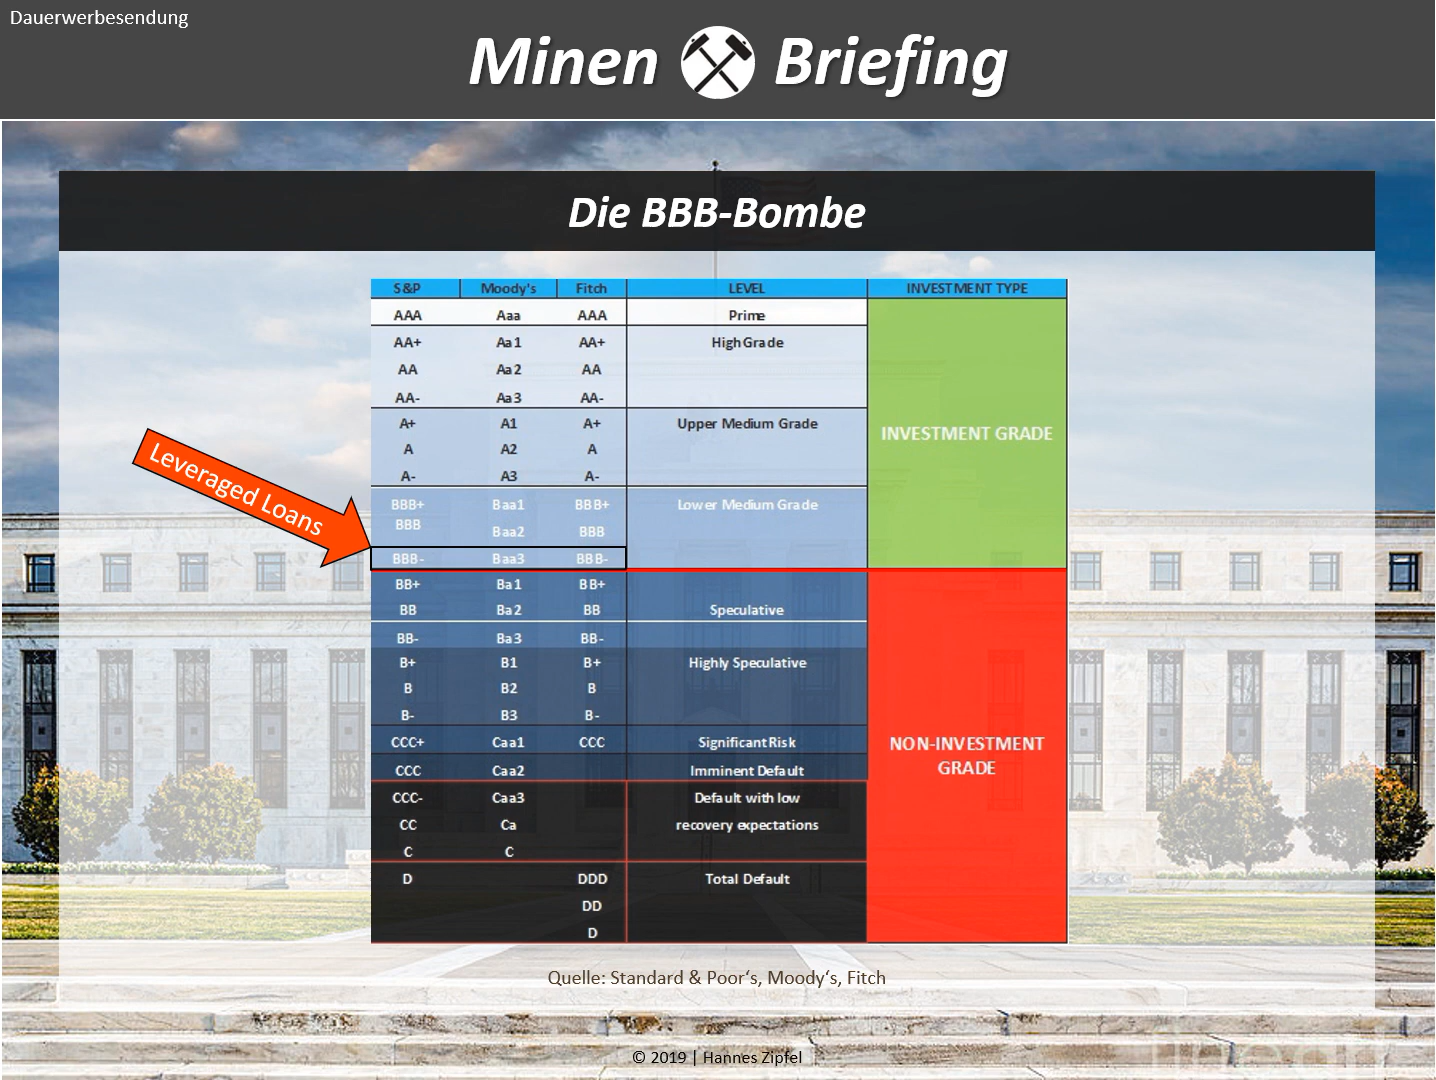 Dauerwerbesendung
Minen Briefing
Die BBB-Bombe
S&P Moody's Fitch LEVEL INVESTMENT TYPE
AAA Aaa AAA Prime
AA+ Aa1 AA+ High Grade
AA Aa2 AA
AA- Aa3 AA-
A+ A1 A+ Upper Medium Grade
A A2 A
INVESTMENT GRADE
A- A3 A-
Leveraged Loans
BBB+ Baa1 BBB+ Lower Medium Grade
BBB Baa2 BBB
BBB- Baa3 BBB-
BB+ Ba1 BB+
BB Ba2 BB Speculative
BB- Ba3 BB-
B+ B1 B+ Highly Speculative
B B2 B
B- B3 B-
CCC+ Caa1 CCC Significant Risk
NON-INVESTMENT
GRADE
CCC Caa2 Imminent Default
CCC- Caa3 Default with low
CC Ca recovery expectations
C C
D DDD Total Default
DD
D
Quelle: Standard & Poor‘s, Moody‘s, Fitch
© 2019 | Hannes Zipfel